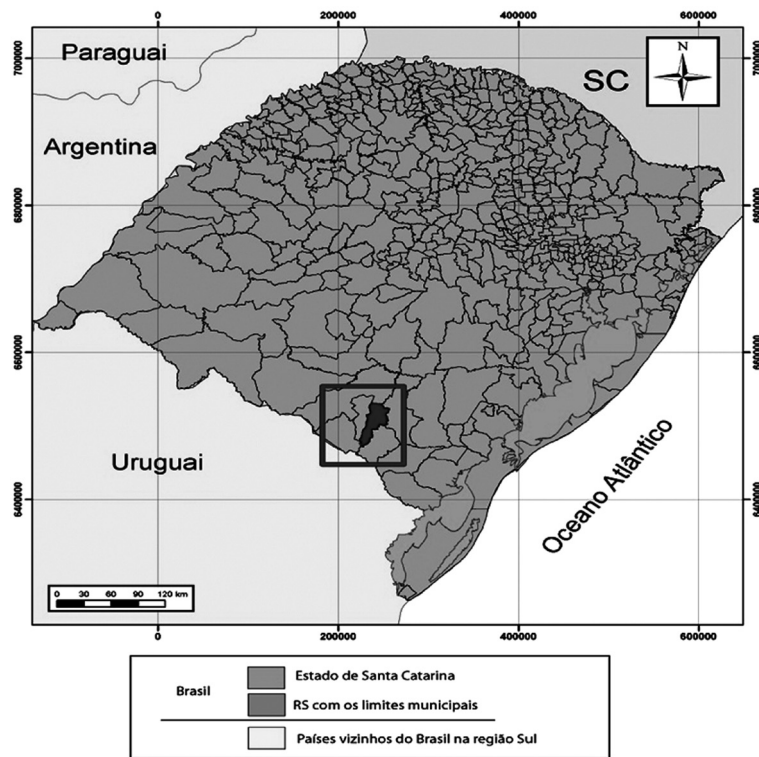 0 200000 400000 600000
Paraguai
SC
N
7000000 7000000
Argentina
6800000 6800000
6600000 6600000
Uruguai
Oceano Atlântico
6400000 6400000
0 30 60 90 120 km
0 200000 400000 600000
Brasil
Estado de Santa Catarina
RS com os limites municipais
Países vizinhos do Brasil na região Sul